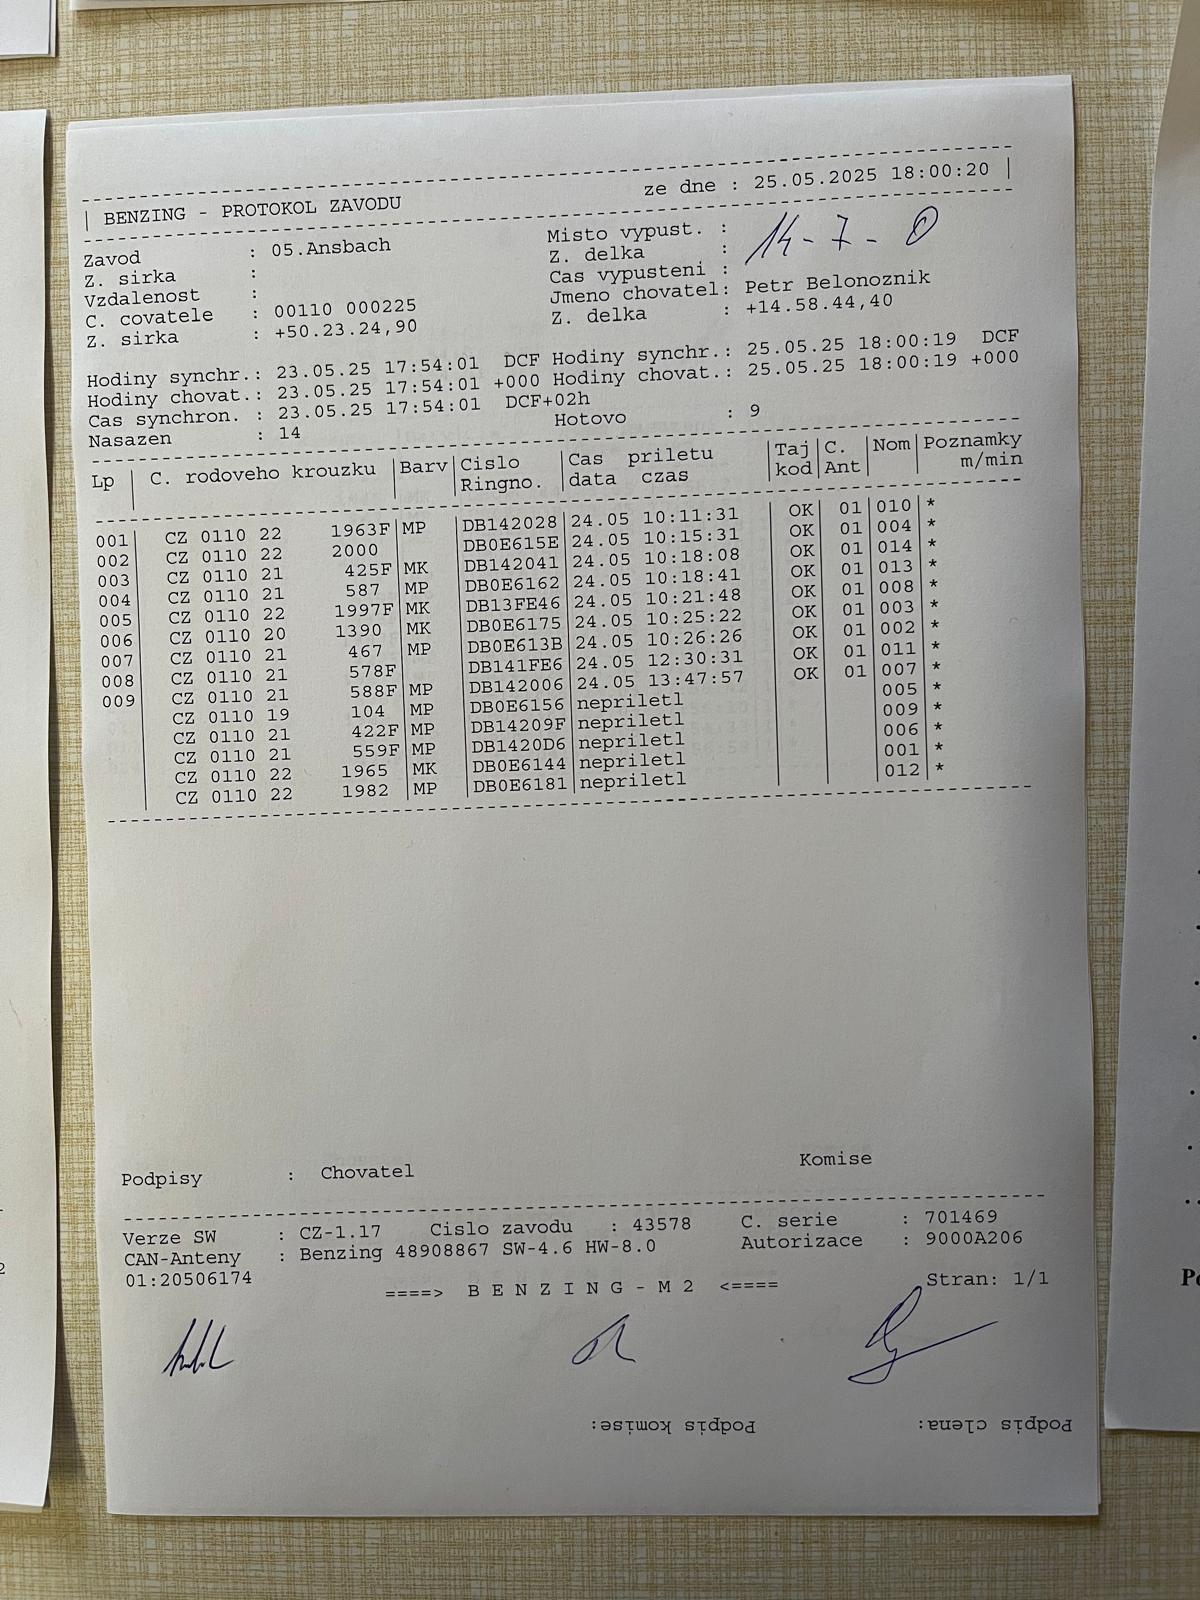 BENZING - PROTOKOL ZAVODU ze dne : 25.05.2025 18:00:20
Zavod : 05.Ansbach Misto vypust. :
Z. sirka : Z. delka :
Vzdalenost : Cas vypusteni :
14-7-0
C. covatele : 00110 000225 Jmeno chovatel: Petr Belonoznik
Z. sirka : +50.23.24,90 Z. delka : +14.58.44,40
Hodiny synchr.: 23.05.25 17:54:01 DCF Hodiny synchr.: 25.05.25 18:00:19 DCF
Hodiny chovat.: 23.05.25 17:54:01 +000 Hodiny chovat.: 25.05.25 18:00:19 +000
Cas synchron. : 23.05.25 17:54:01 DCF+02h
Nasazen : 14 Hotovo : 9
Lp | C. rodoveho krouzku | Barv | Cislo Ringno. | Cas priletu data czas | Taj kod | C. Ant | Nom | Poznamky m/min
001 CZ 0110 22 1963F MP DB142028 24.05 10:11:31 OK 01 010 *
002 CZ 0110 22 2000 DB0E615E 24.05 10:15:31 OK 01 004 *
003 CZ 0110 21 425F MK DB142041 24.05 10:18:08 OK 01 014 *
004 CZ 0110 21 587 MP DB0E6162 24.05 10:18:41 OK 01 013 *
005 CZ 0110 22 1997F MK DB13FE46 24.05 10:21:48 OK 01 008 *
006 CZ 0110 20 1390 MK DB0E6175 24.05 10:25:22 OK 01 003 *
007 CZ 0110 21 467 MP DB0E613B 24.05 10:26:26 OK 01 002 *
008 CZ 0110 21 578F DB141FE6 24.05 12:30:31 OK 01 011 *
009 CZ 0110 21 588F MP DB142006 24.05 13:47:57 OK 01 007 *
CZ 0110 19 104 MP DB0E6156 nepriletl 005 *
CZ 0110 21 422F MP DB14209F nepriletl 009 *
CZ 0110 21 559F MP DB1420D6 nepriletl 006 *
CZ 0110 22 1965 MK DB0E6144 nepriletl 001 *
CZ 0110 22 1982 MP DB0E6181 nepriletl 012 *
Podpisy : Chovatel Komise
Verze SW : CZ-1.17 Cislo zavodu : 43578 C. serie : 701469
CAN-Anteny : Benzing 48908867 SW-4.6 HW-8.0 Autorizace : 9000A206
01:20506174
====> B E N Z I N G - M 2 <==== Stran: 1/1
Podpis komise: Podpis clena: